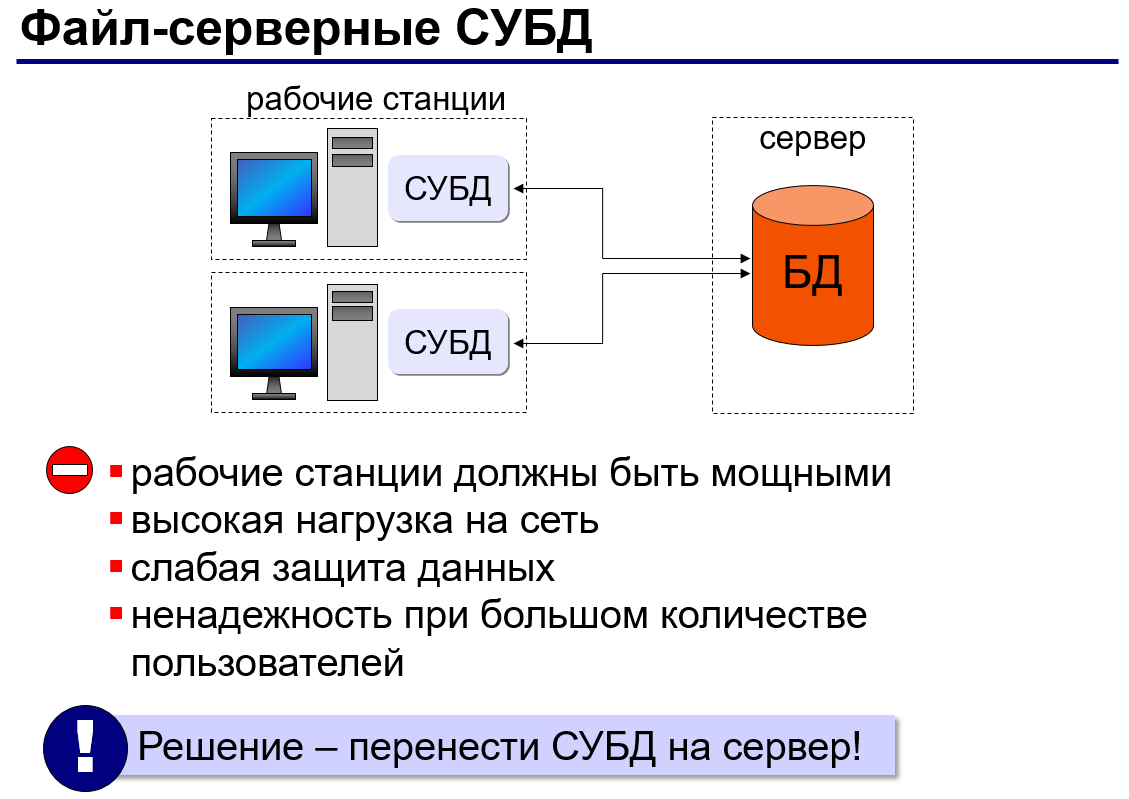 Файл-серверные СУБД
рабочие станции
сервер
СУБД
БД
СУБД
рабочие станции должны быть мощными
высокая нагрузка на сеть
слабая защита данных
ненадежность при большом количестве
пользователей
! Решение – перенести СУБД на сервер!